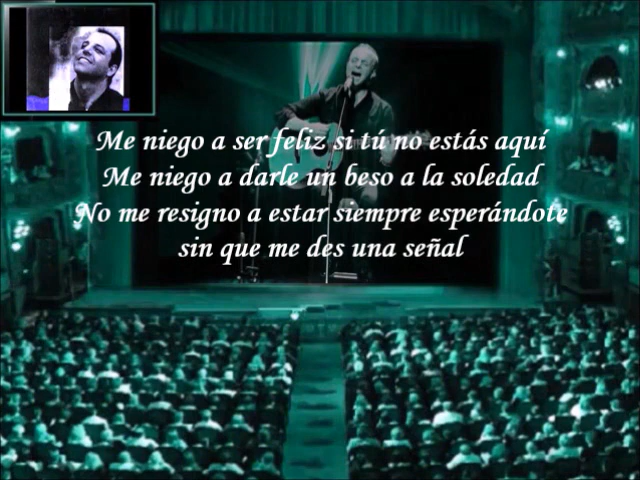 Me niego a ser feliz si tú no estás aquí
Me niego a darle un beso a la soledad
No me resigno a estar siempre esperándote
sin que me des una señal